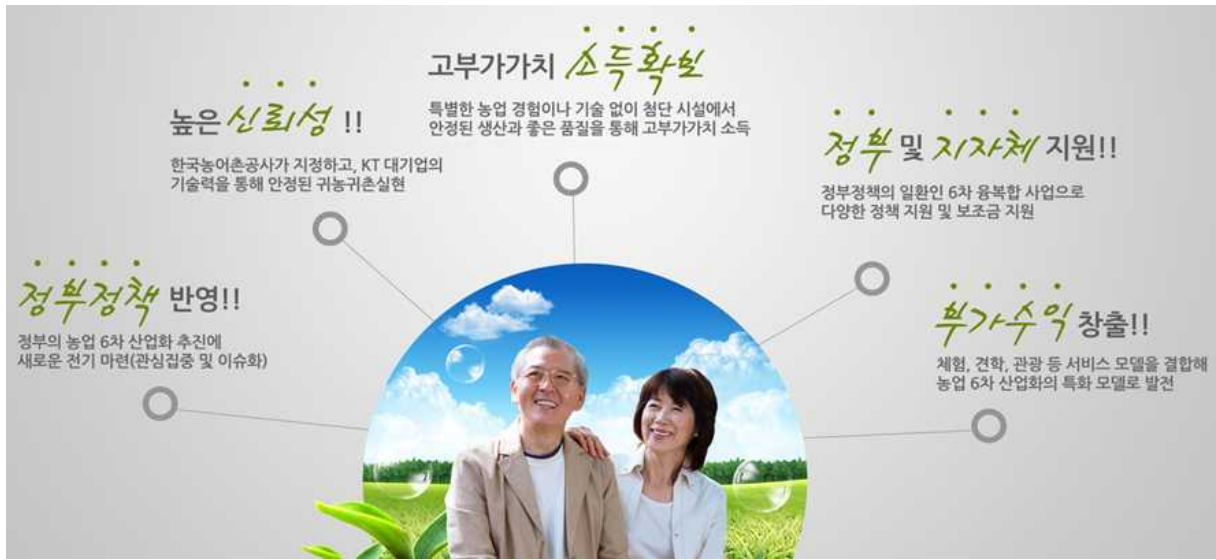 정부정책 반영!!
정부의 농업 6차 산업화 추진에
새로운 전기 마련(관심집중 및 이슈화)
높은 신뢰성 !!
한국농어촌공사가 지정하고, KT 대기업의
기술력을 통해 안정된 귀농귀촌실현
고부가가치 소득확보
특별한 농업 경험이나 기술 없이 첨단 시설에서
안정된 생산과 좋은 품질을 통해 고부가가치 소득
정부 및 지자체 지원!!
정부정책의 일환인 6차 융복합 사업으로
다양한 정책 지원 및 보조금 지원
부가수익 창출!!
체험, 견학, 관광 등 서비스 모델을 결합해
농업 6차 산업화의 특화 모델로 발전